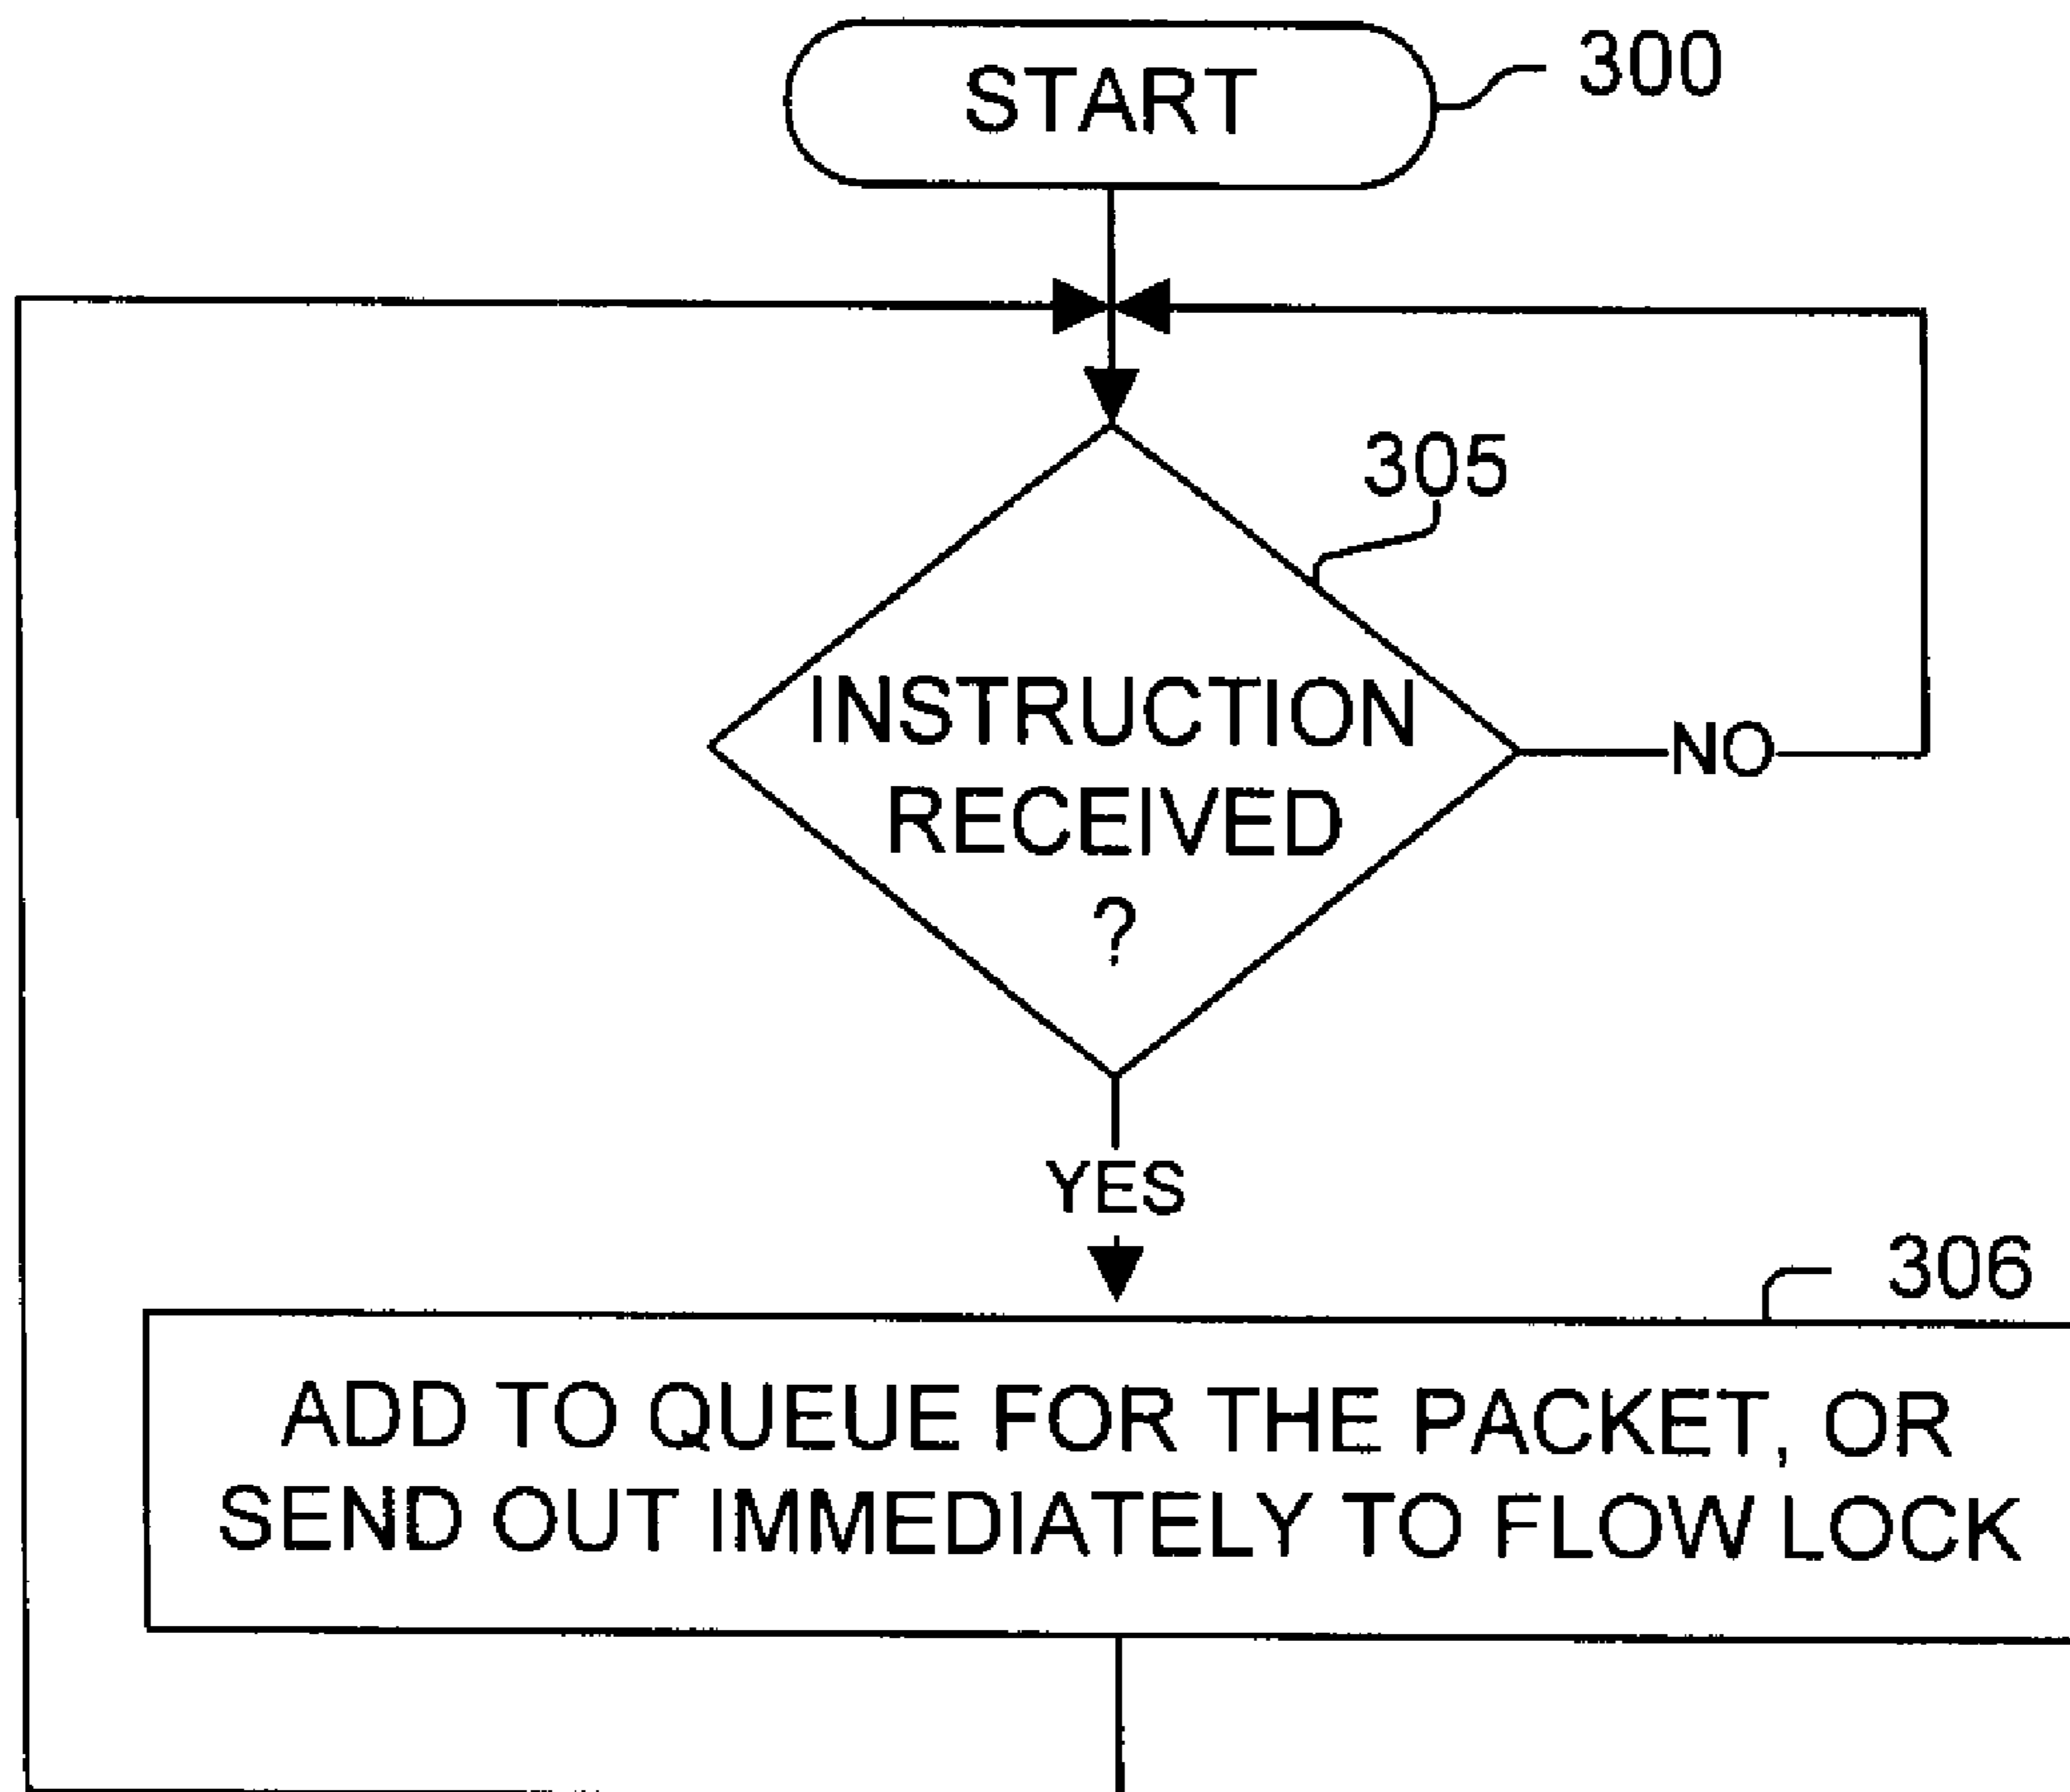 START
300
305
INSTRUCTION
RECEIVED
?
NO
YES
306
ADD TO QUEUE FOR THE PACKET, OR
SEND OUT IMMEDIATELY TO FLOW LOCK